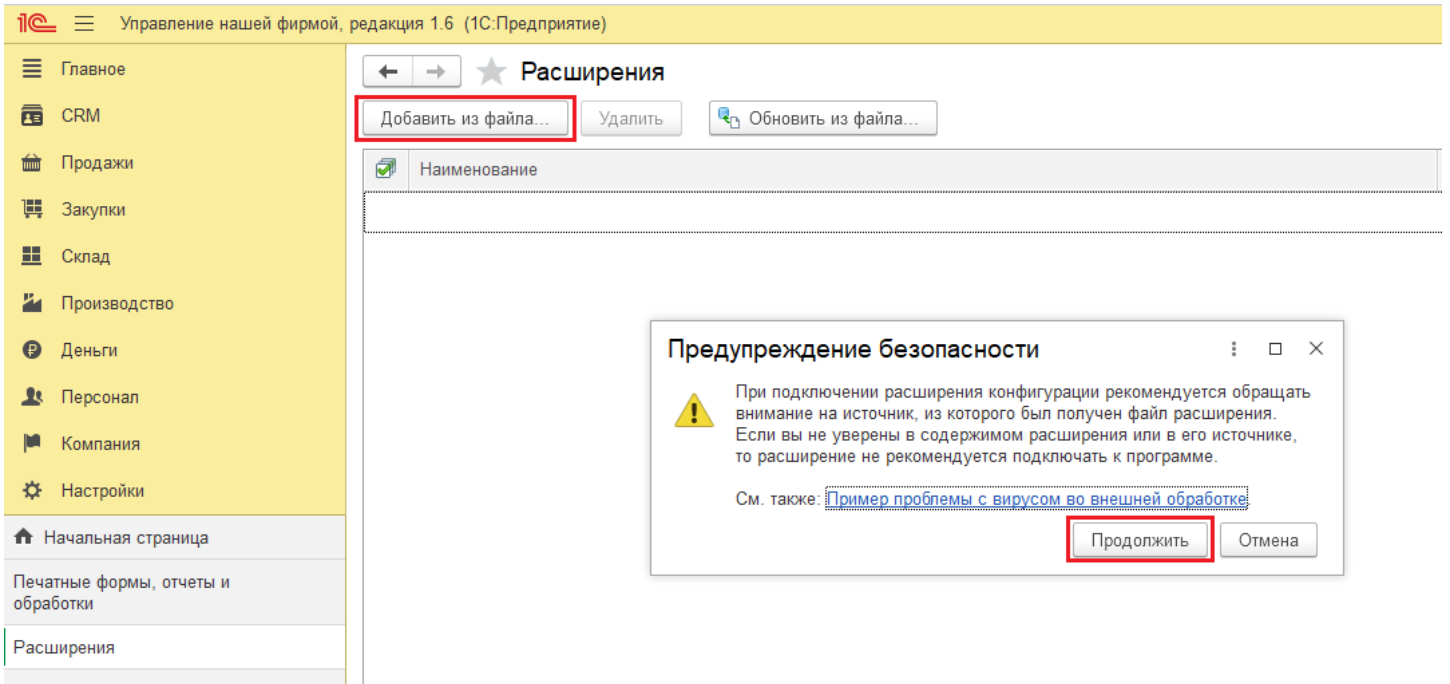 1С Управление нашей фирмой, редакция 1.6 (1С:Предприятие)
Главное
CRM
Продажи
Закупки
Склад
Производство
Деньги
Персонал
Компания
Настройки
Начальная страница
Печатные формы, отчеты и
обработки
Расширения
Расширения
Добавить из файла...
Удалить
Обновить из файла...
Наименование
Предупреждение безопасности
При подключении расширения конфигурации рекомендуется обращать
внимание на источник, из которого был получен файл расширения.
Если вы не уверены в содержимом расширения или в его источнике,
то расширение не рекомендуется подключать к программе.
См. также: Пример проблемы с вирусом во внешней обработке.
Продолжить
Отмена